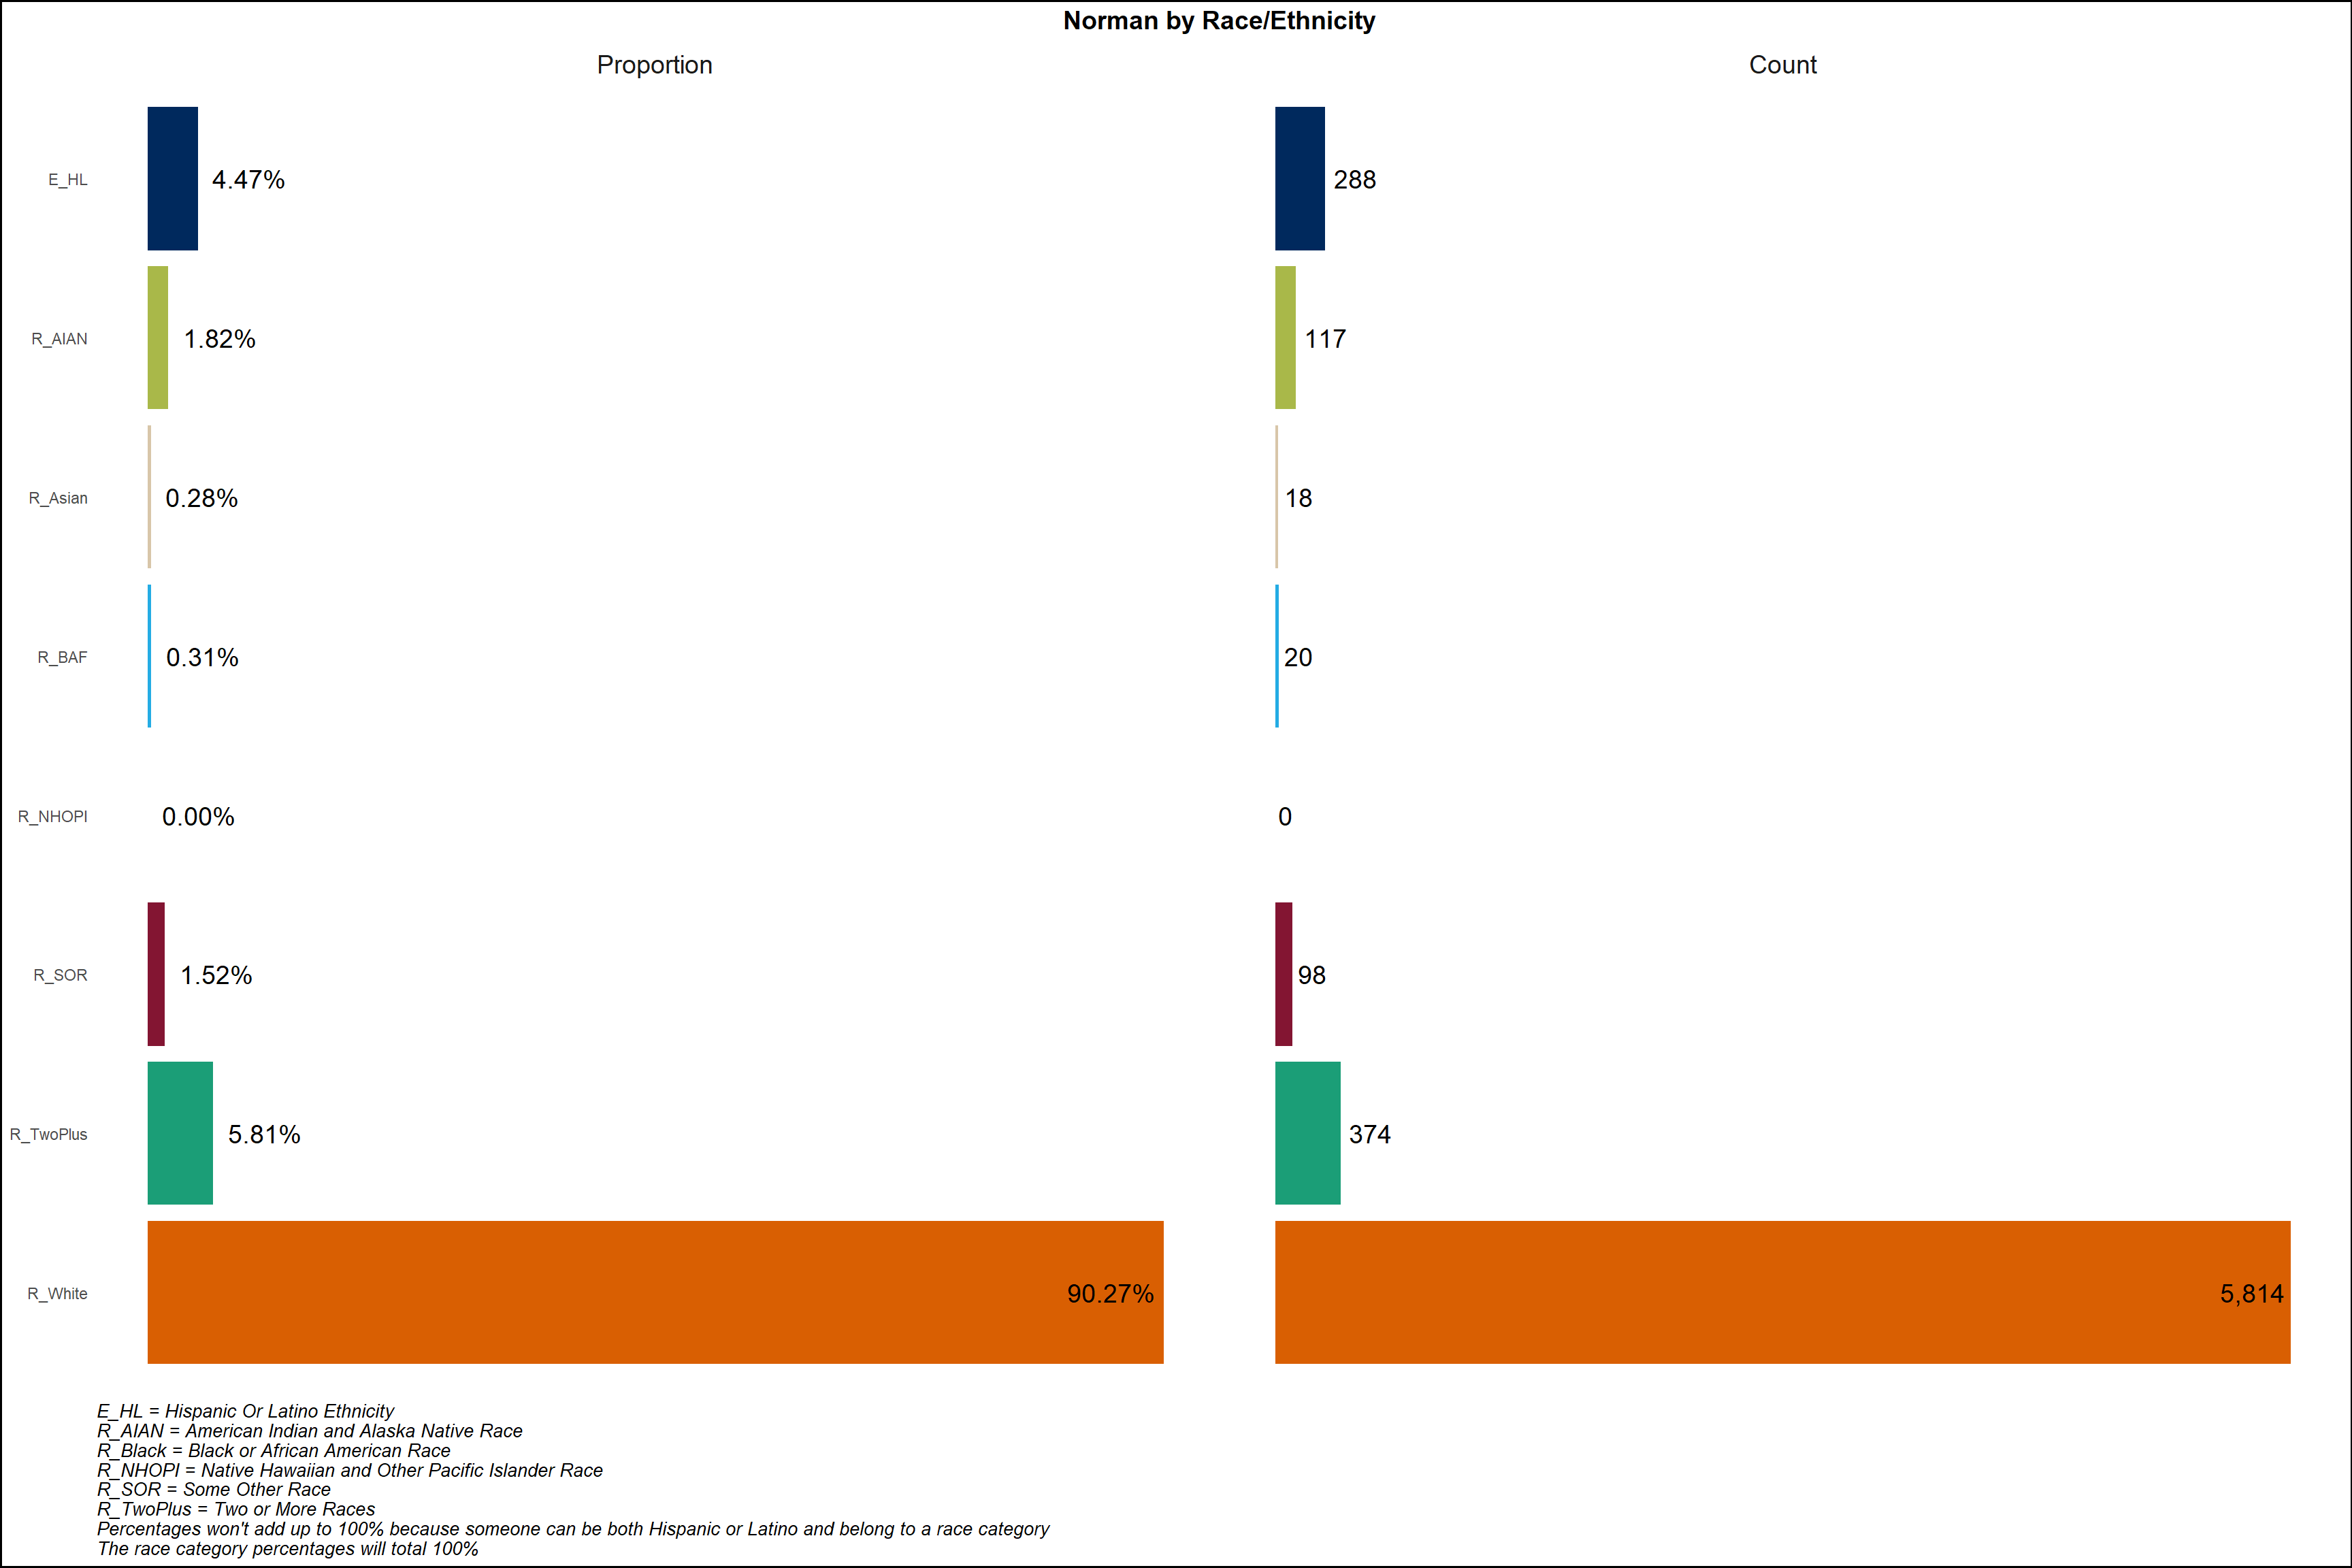 Norman by Race/Ethnicity
Proportion
Count
E_HL
4.47%
288
R_AIAN
1.82%
117
R_Asian
0.28%
18
R_BAF
0.31%
20
R_NHOPI
0.00%
0
R_SOR
1.52%
98
R_TwoPlus
5.81%
374
R_White
90.27%
5,814
E_HL = Hispanic Or Latino Ethnicity
R_AIAN = American Indian and Alaska Native Race
R_Black = Black or African American Race
R_NHOPI = Native Hawaiian and Other Pacific Islander Race
R_SOR = Some Other Race
R_TwoPlus = Two or More Races
Percentages won't add up to 100% because someone can be both Hispanic or Latino and belong to a race category
The race category percentages will total 100%